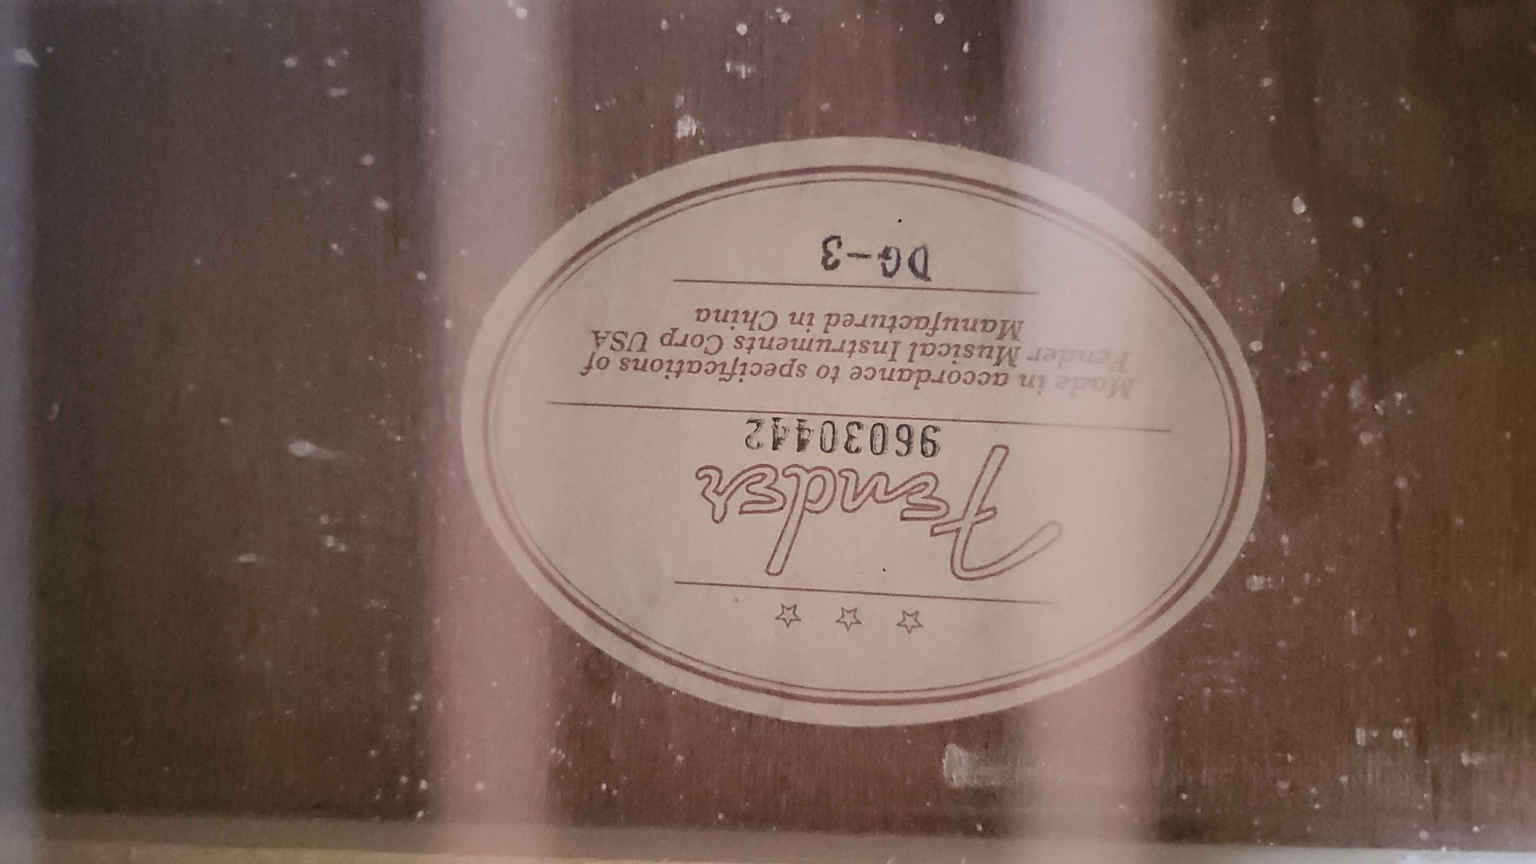 Fender
96030442
Made in accordance to specifications of
Fender Musical Instruments Corp USA
Manufactured in China
DG-3